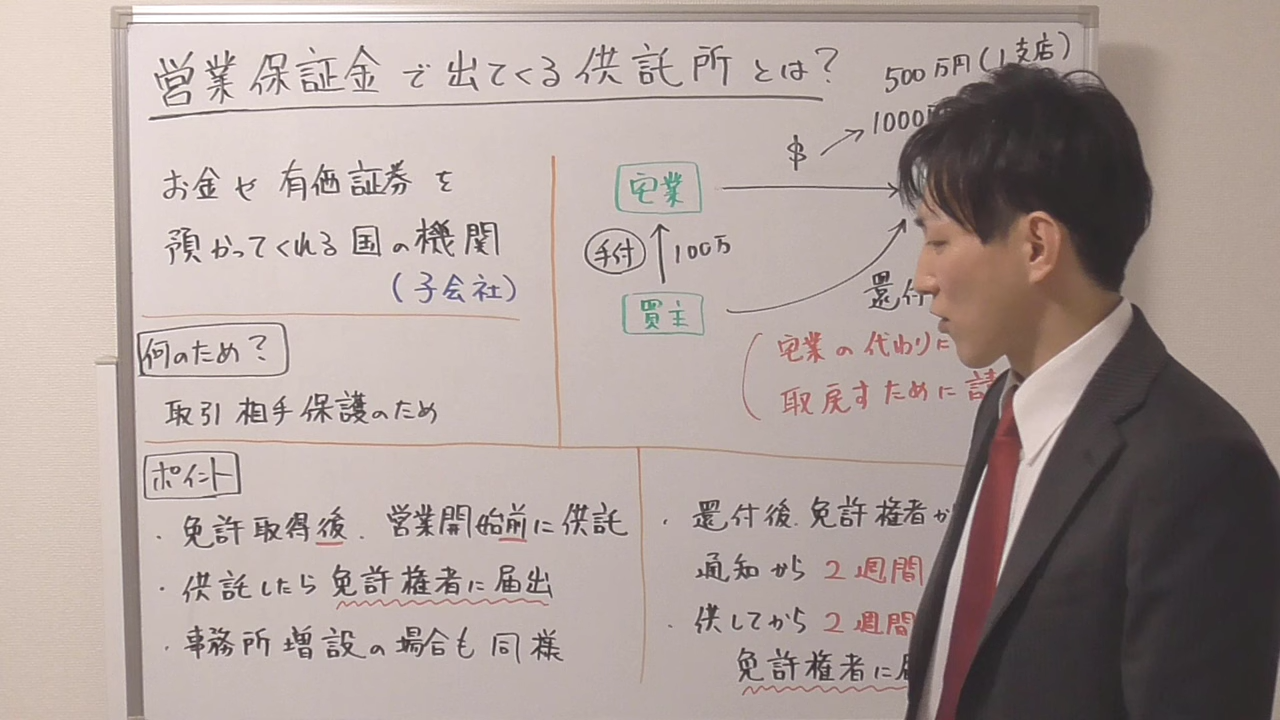 営業保証金で出てくる供託所とは?
お金や有価証券を
預かってくれる国の機関
(子会社)
何のため?
取引相手保護のため
500万円(1支店)
1000
$
宅業
手付
100万
買主
還付
宅業の代わりに
取戻すために請
ポイント
・免許取得後、営業開始前に供託
・供託したら免許権者に届出
・事務所増設の場合も同様
・還付後、免許権者か
通知から2週間
・供してから2週間
免許権者に届